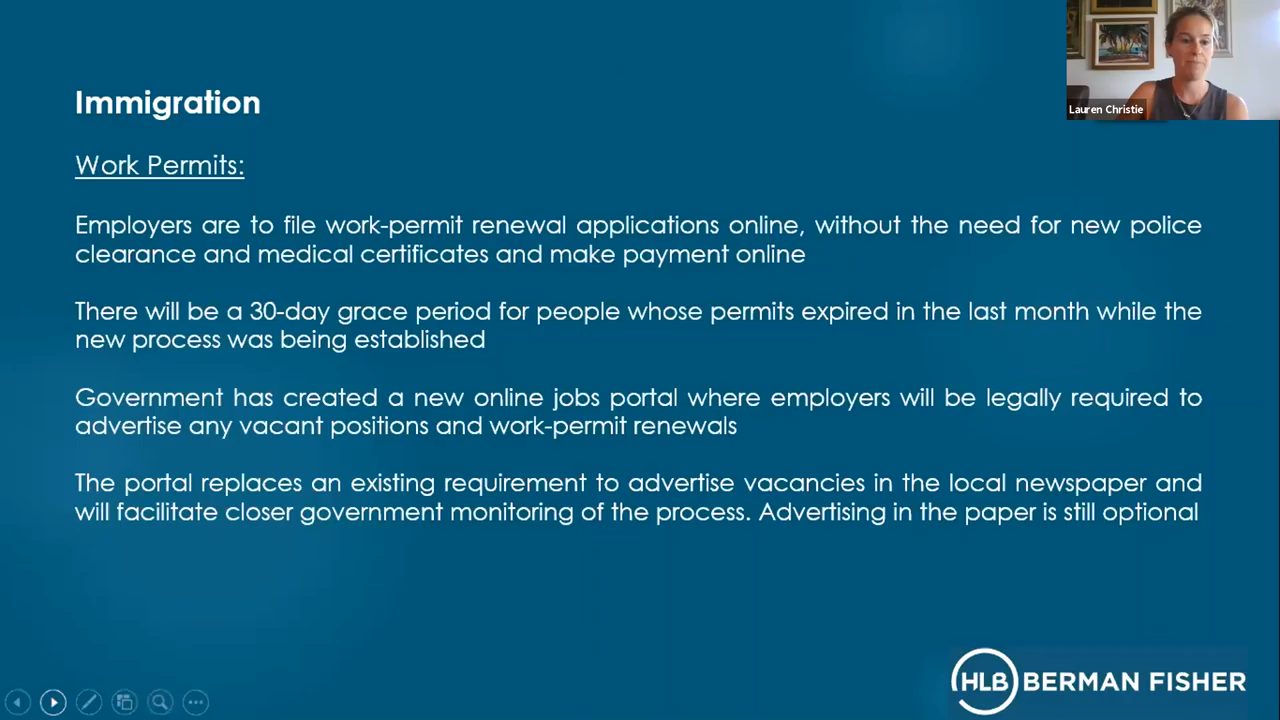 Lauren Christie
Immigration
Work Permits:
Employers are to file work-permit renewal applications online, without the need for new police
clearance and medical certificates and make payment online
There will be a 30-day grace period for people whose permits expired in the last month while the
new process was being established
Government has created a new online jobs portal where employers will be legally required to
advertise any vacant positions and work-permit renewals
The portal replaces an existing requirement to advertise vacancies in the local newspaper and
will facilitate closer government monitoring of the process. Advertising in the paper is still optional
HLB BERMAN FISHER